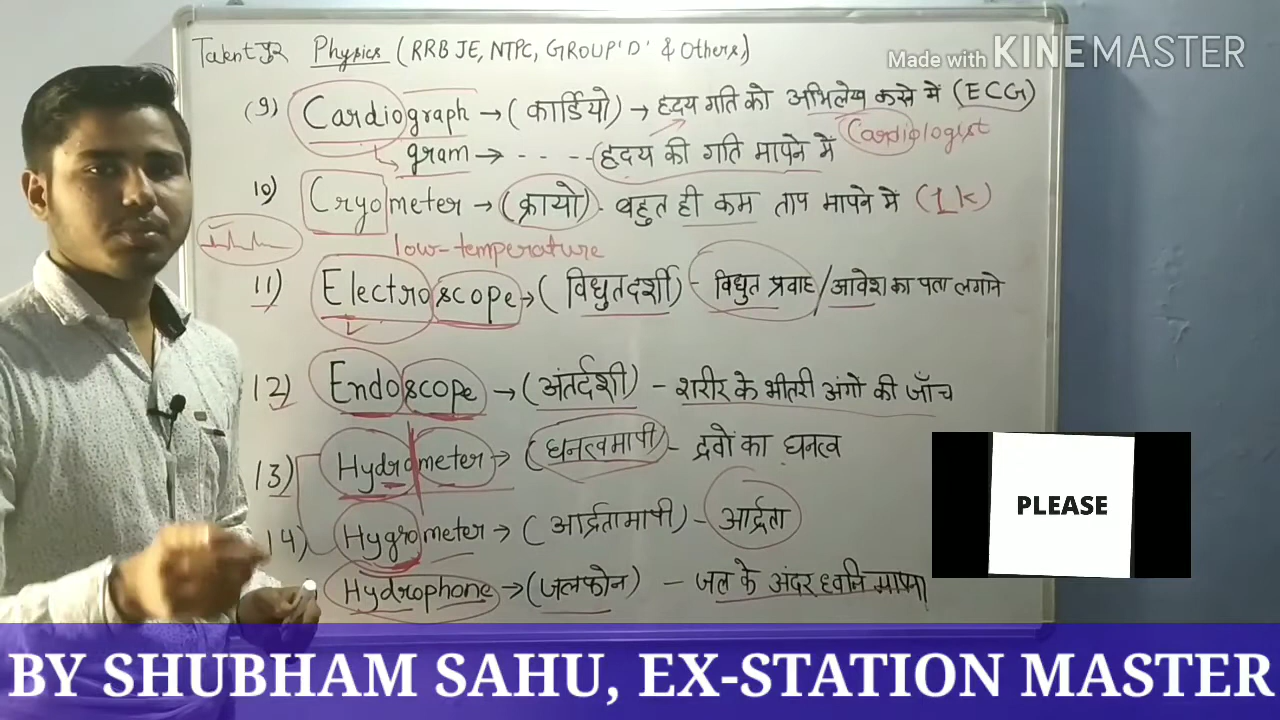 Talent गुरु Physics (RRB JE, NTPC, GROUP'D' & Others)
Made with KINEMASTER
(9) Cardiograph → (कार्डियो) → हृदय गति को अभिलेख करने में (ECG)
gram → - - - - (हृदय की गति मापने में
Cardiologist
10) Cryometer → (क्रायो) - बहुत ही कम ताप मापने में (1 K)
low-temperature
11) Electroscope → (विधुतदर्शी) - विधुत प्रवाह / आवेश का पता लगाने
12) Endoscope → (अंतर्दशी) - शरीर के भीतरी अंगो की जाँच
13) Hydrometer → (घनत्वमापी) - द्रवों का घनत्व
14) Hygrometer → (आर्द्रतामापी) - आर्द्रता
Hydrophone → (जलफोन) - जल के अंदर ध्वनि मापना
PLEASE
BY SHUBHAM SAHU, EX-STATION MASTER